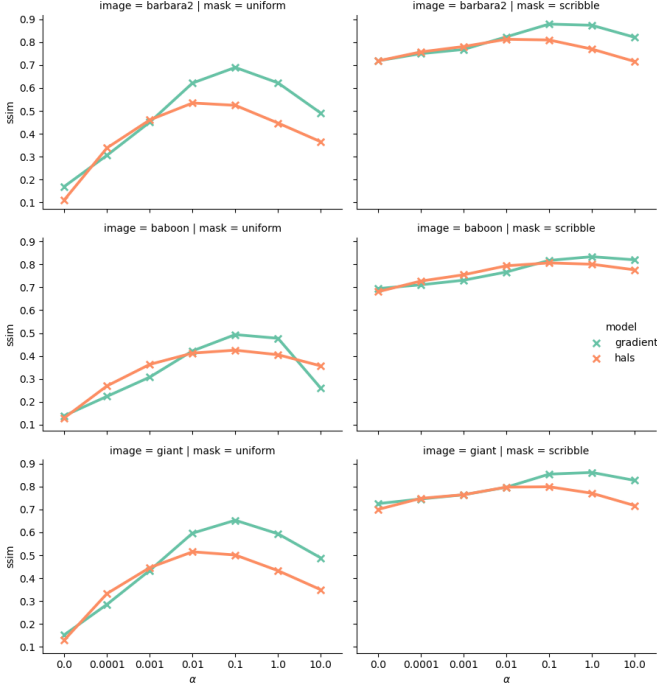 image = barbara2 | mask = uniform
image = barbara2 | mask = scribble
0.9
0.8
0.7
0.6
0.5
0.4
0.3
0.2
0.1
ssim
image = baboon | mask = uniform
image = baboon | mask = scribble
0.9
0.8
0.7
0.6
0.5
0.4
0.3
0.2
0.1
ssim
model
gradient
hals
image = giant | mask = uniform
image = giant | mask = scribble
0.9
0.8
0.7
0.6
0.5
0.4
0.3
0.2
0.1
ssim
0.0 0.0001 0.001 0.01 0.1 1.0 10.0
α
0.0 0.0001 0.001 0.01 0.1 1.0 10.0
α